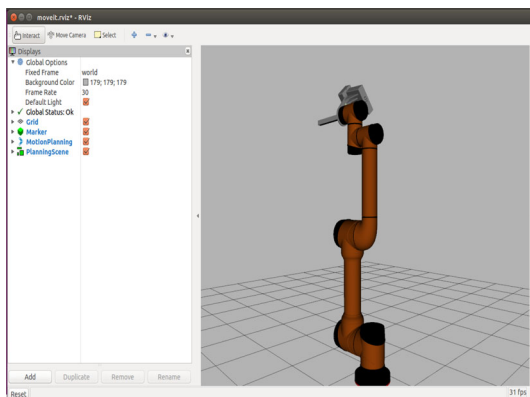 moveit.rviz* - RViz
Interact Move Camera Select
Displays
Global Options
Fixed Frame world
Background Color 179; 179; 179
Frame Rate 30
Default Light
Global Status: Ok
Grid
Marker
MotionPlanning
PlanningScene
Add Duplicate Remove Rename
Reset 31 fps